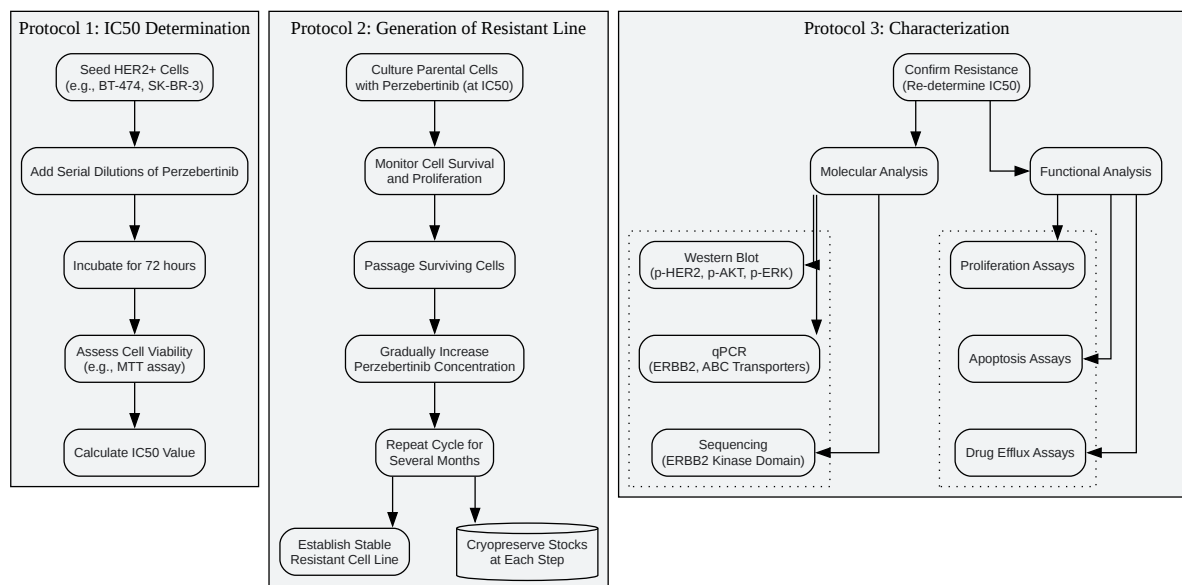 Protocol 1: IC50 Determination
Seed HER2+ Cells
(e.g., BT-474, SK-BR-3)
Add Serial Dilutions of Perzebertinib
Incubate for 72 hours
Assess Cell Viability
(e.g., MTT assay)
Calculate IC50 Value
Protocol 2: Generation of Resistant Line
Culture Parental Cells
with Perzebertinib (at IC50)
Monitor Cell Survival
and Proliferation
Passage Surviving Cells
Gradually Increase
Perzebertinib Concentration
Repeat Cycle for
Several Months
Establish Stable
Resistant Cell Line
Cryopreserve Stocks
at Each Step
Protocol 3: Characterization
Confirm Resistance
(Re-determine IC50)
Molecular Analysis
Functional Analysis
Western Blot
(p-HER2, p-AKT, p-ERK)
qPCR
(ERBB2, ABC Transporters)
Sequencing
(ERBB2 Kinase Domain)
Proliferation Assays
Apoptosis Assays
Drug Efflux Assays